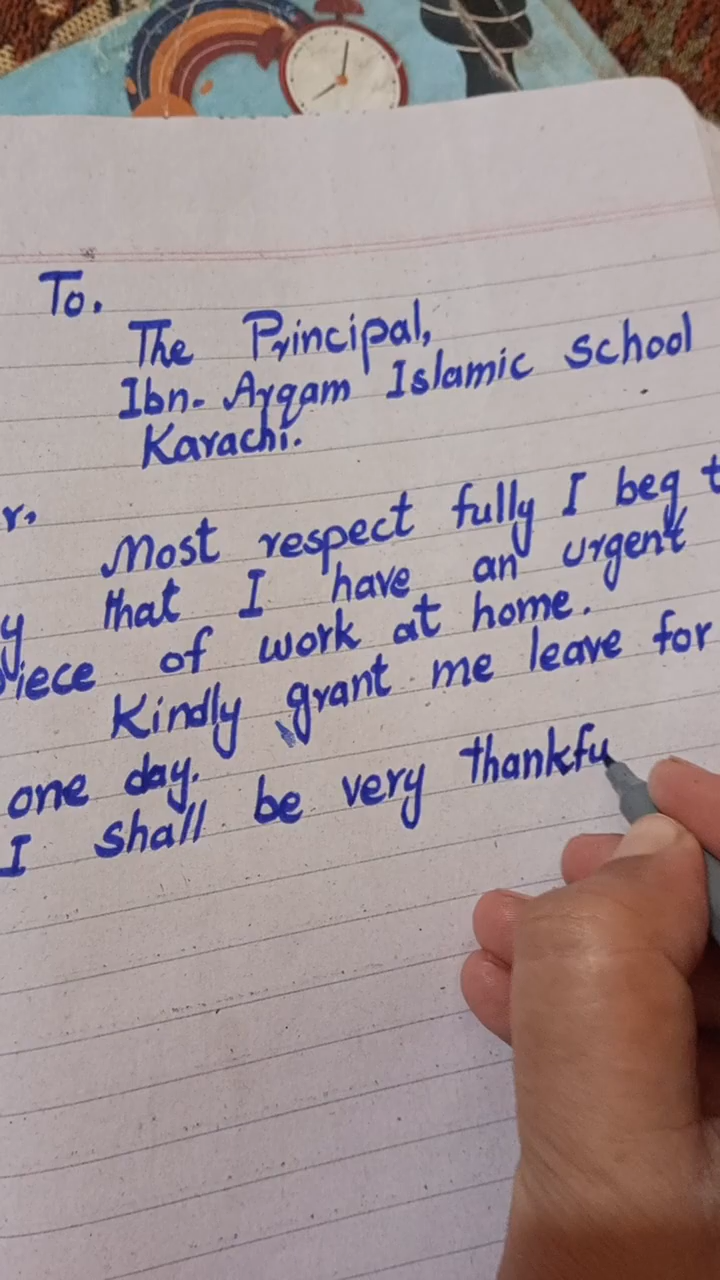 To.
The Principal,
Ibn- Arqam Islamic School
Karachi.
r,
Most respect fully I beg t
y that I have an urgent
piece of work at home.
Kindly grant me leave for
one day.
I shall be very thankfu